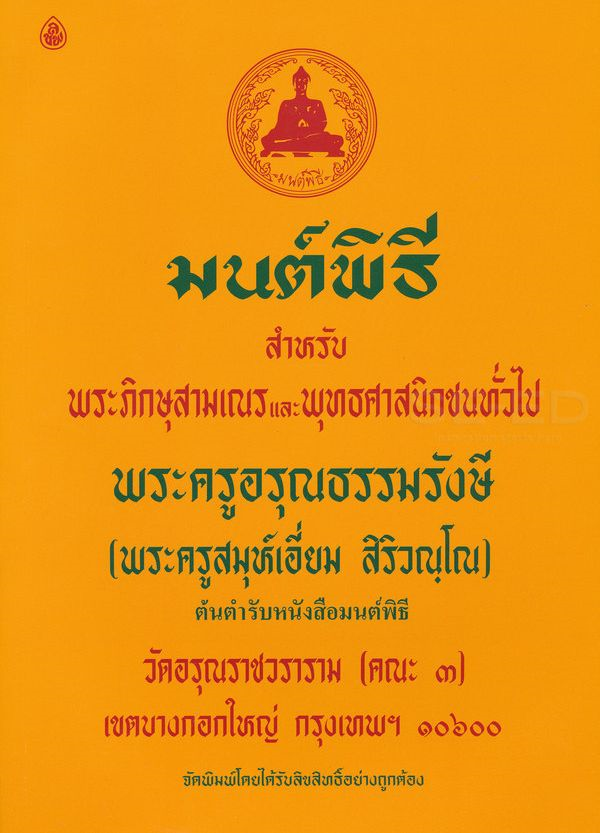 มนต์พิธี
มนต์พิธี
สำหรับ
พระภิกษุสามเณรและพุทธศาสนิกชนทั่วไป
พระครูอรุณธรรมรังษี
(พระครูสมุห์เอี่ยม สิริวณฺโณ)
ต้นตำรับหนังสือมนต์พิธี
วัดอรุณราชวราราม (คณะ ๓)
เขตบางกอกใหญ่ กรุงเทพฯ ๑๐๖๐๐
จัดพิมพ์โดยได้รับลิขสิทธิ์อย่างถูกต้อง